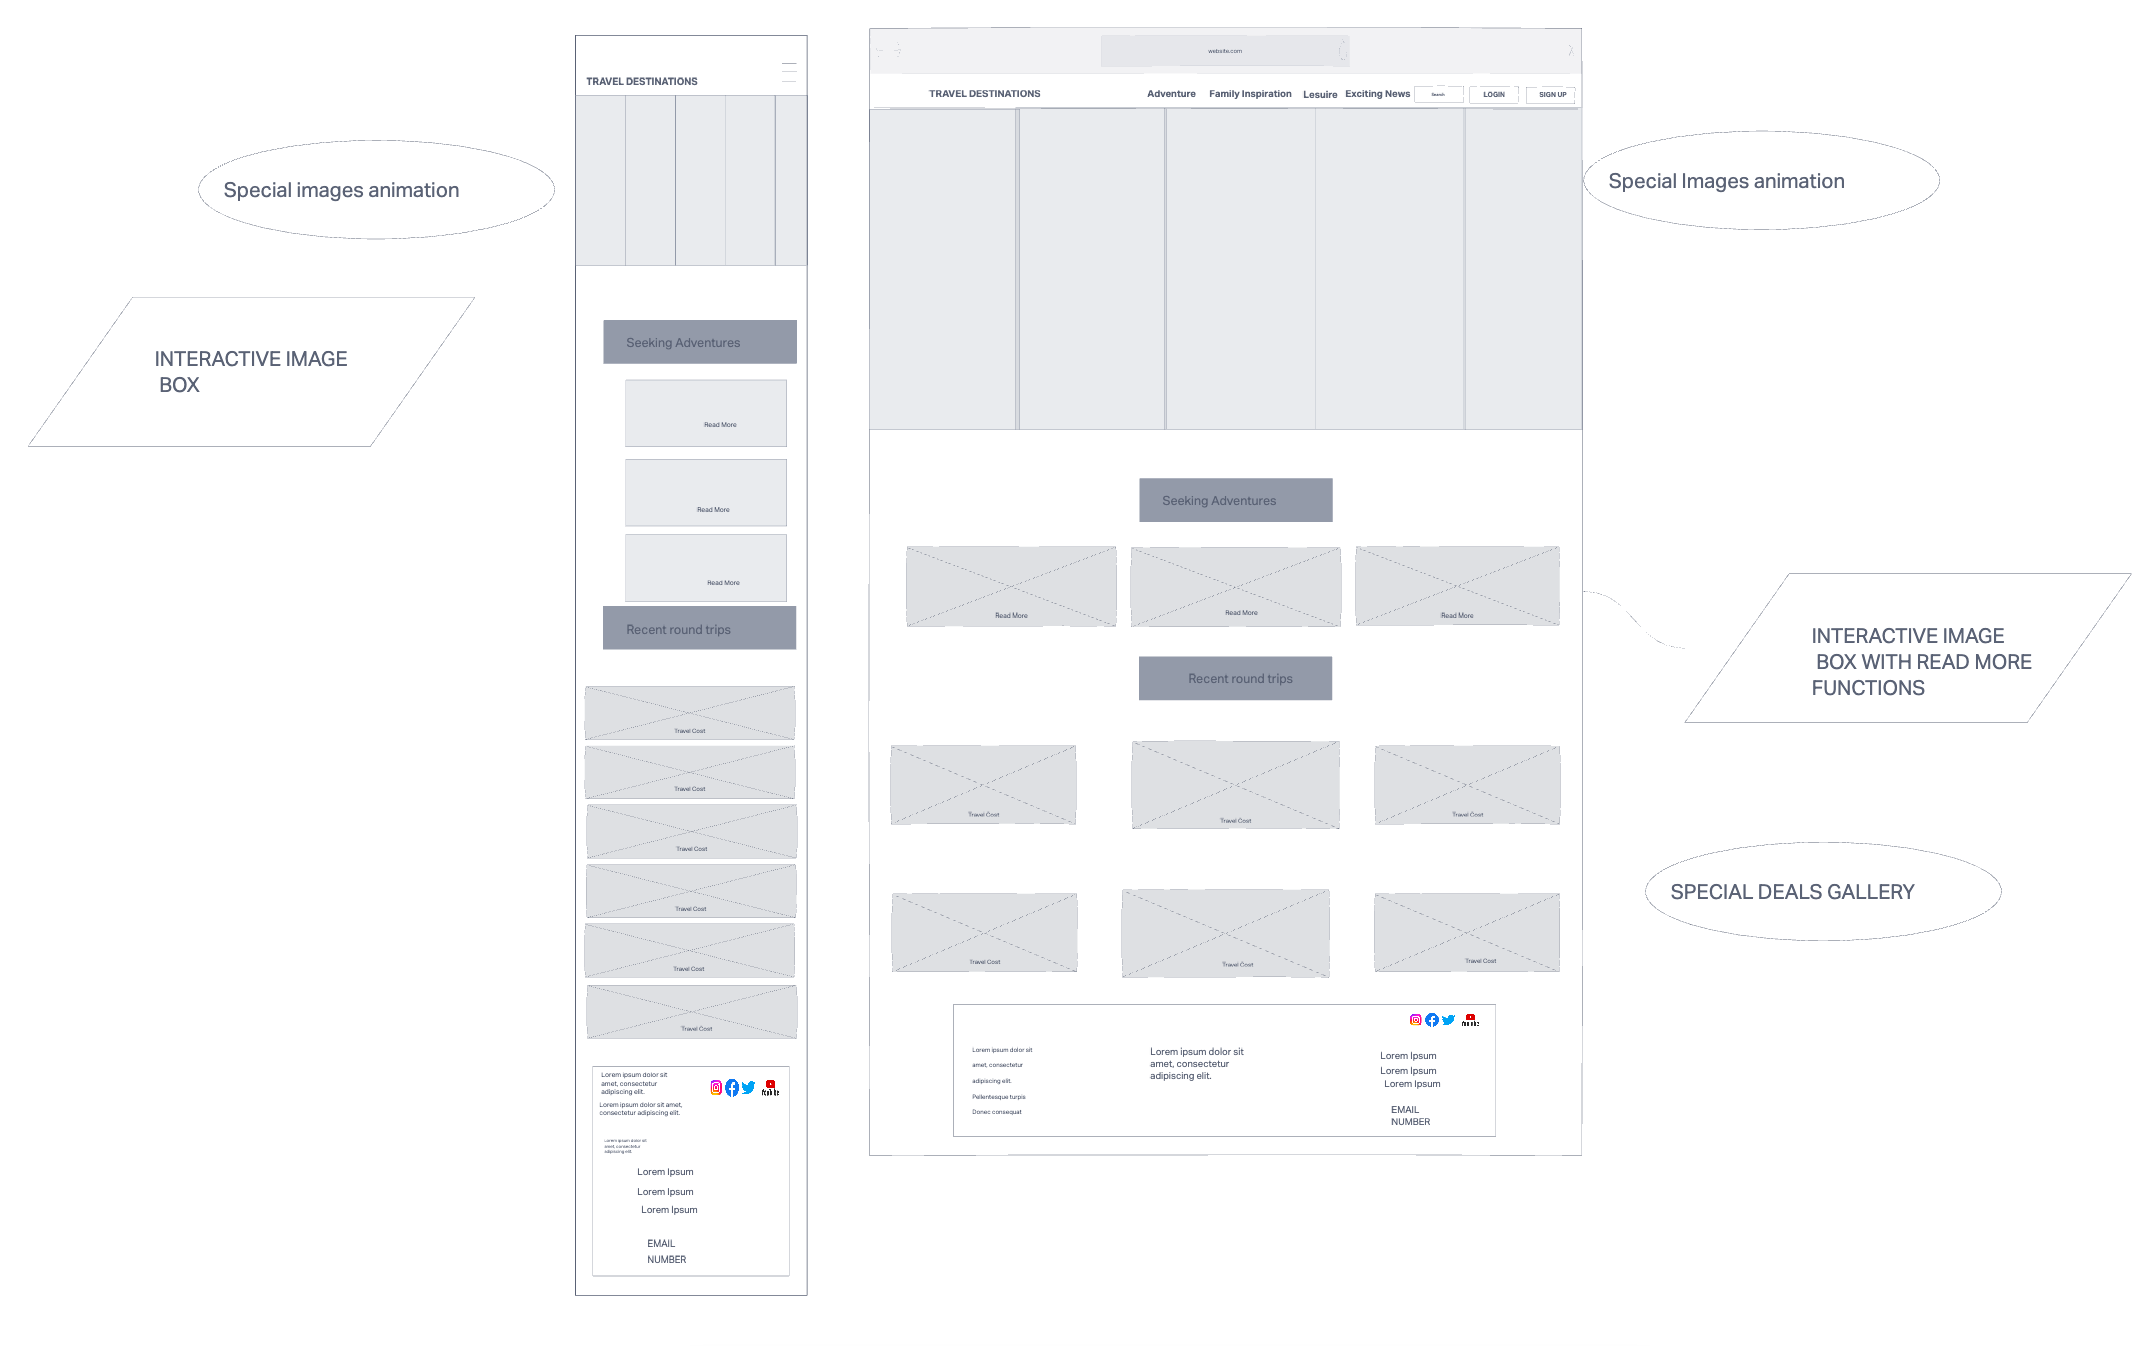 Special images animation
INTERACTIVE IMAGE
BOX
TRAVEL DESTINATIONS
Seeking Adventures
Read More
Read More
Read More
Recent round trips
Travel Cost
Travel Cost
Travel Cost
Travel Cost
Travel Cost
Travel Cost
Lorem ipsum dolor sit
amet, consectetur
adipiscing elit.
Lorem ipsum dolor sit amet,
consectetur adipiscing elit.
YouTube
Lorem ipsum dolor sit
amet, consectetur
adipiscing elit.
Lorem Ipsum
Lorem Ipsum
Lorem Ipsum
EMAIL
NUMBER
website.com
TRAVEL DESTINATIONS
Adventure
Family Inspiration
Lesuire
Exciting News
Search
LOGIN
SIGN UP
Seeking Adventures
Read More
Read More
Read More
Recent round trips
Travel Cost
Travel Cost
Travel Cost
Travel Cost
Travel Cost
Travel Cost
YouTube
Lorem ipsum dolor sit
amet, consectetur
adipiscing elit.
Pellentesque turpis
Donec consequat
Lorem ipsum dolor sit
amet, consectetur
adipiscing elit.
Lorem Ipsum
Lorem Ipsum
Lorem Ipsum
EMAIL
NUMBER
Special Images animation
INTERACTIVE IMAGE
BOX WITH READ MORE
FUNCTIONS
SPECIAL DEALS GALLERY